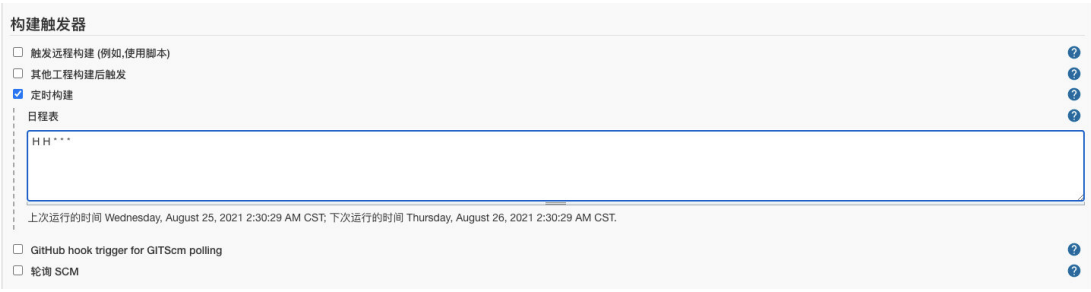 构建触发器
触发远程构建 (例如,使用脚本)
其他工程构建后触发
定时构建
日程表
H H * * *
上次运行的时间 Wednesday, August 25, 2021 2:30:29 AM CST; 下次运行的时间 Thursday, August 26, 2021 2:30:29 AM CST.
GitHub hook trigger for GITScm polling
轮询 SCM